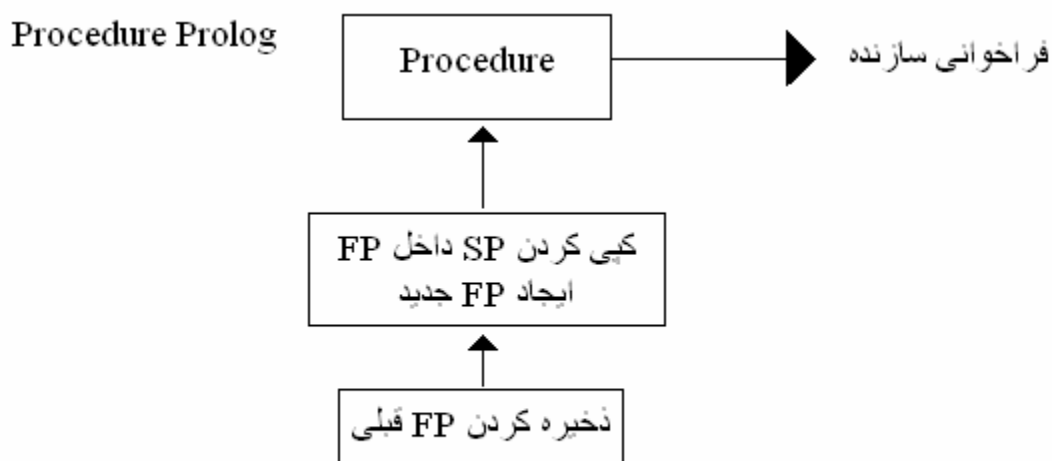 Procedure Prolog
Procedure
فراخوانی سازنده
کپی کردن SP داخل FP
ایجاد FP جدید
ذخیره کردن FP قبلی